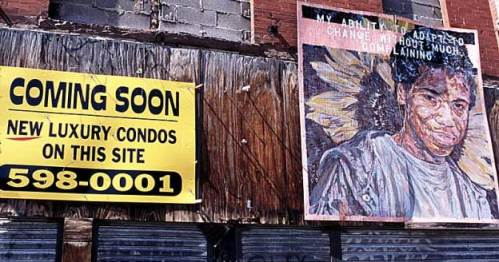 COMING SOON
NEW LUXURY CONDOS
ON THIS SITE
598-0001
MY ABILITY TO ADAPT TO
CHANGE WITHOUT MUCH
COMPLAINING